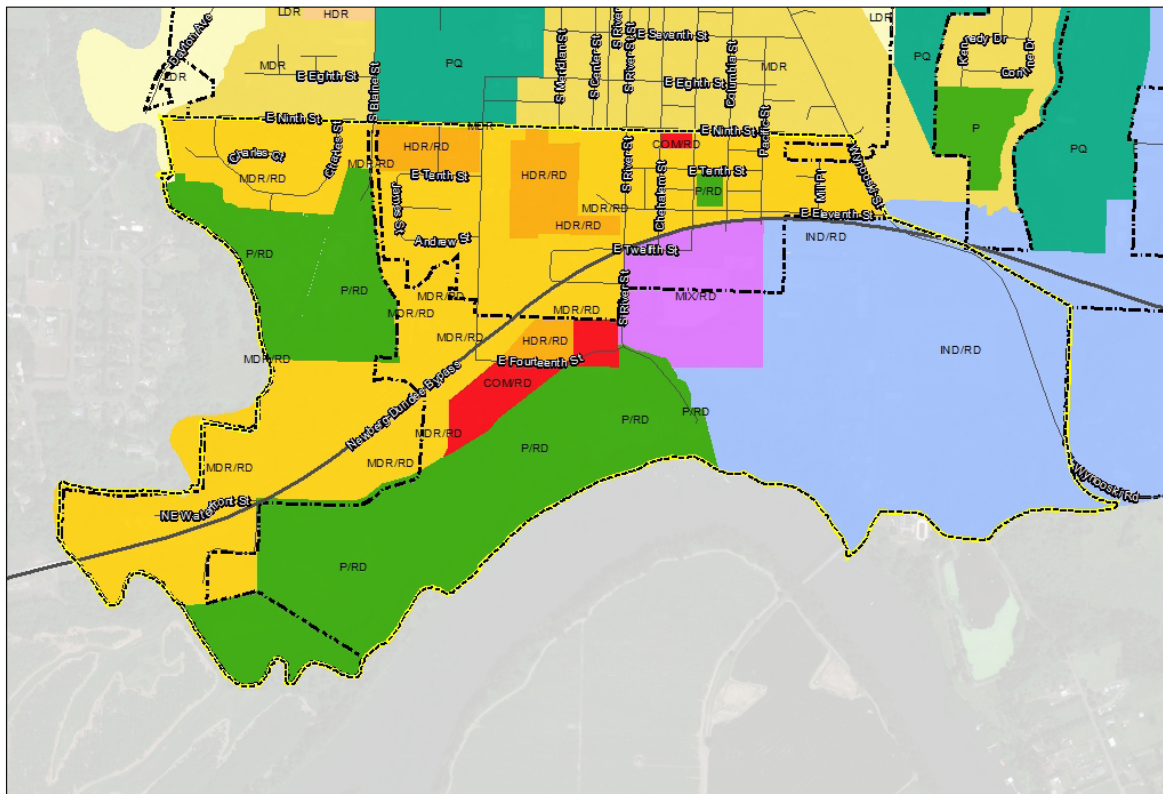 LDR
HDR
S River St
LDR
Dayton Ave
E Seventh St
Kennedy Dr
MDR
PQ
S Meridian St
S Center St
S River St
Columbia St
MDR
LDR
E Eighth St
S Blaine St
E Eighth St
Corinne Dr
E Ninth St
MDR
E Ninth St
P
Charles Ct
Charles St
HDR/RD
COM/RD
Pacific St
Wynooski St
PQ
MDR/RD
MDR/RD
E Tenth St
HDR/RD
S River St
Chehalem St
E Tenth St
P/RD
Mill Pl
James St
MDR/RD
E Eleventh St
Andrew St
HDR/RD
IND/RD
P/RD
E Twelfth St
P/RD
MDR/RD
MIX/RD
MDR/RD
MDR/RD
S River St
MDR/RD
HDR/RD
IND/RD
MDR/RD
E Fourteenth St
COM/RD
Newberg-Dundee Bypass
P/RD
P/RD
MDR/RD
MDR/RD
MDR/RD
Wynooski Rd
NE Waterfront St
P/RD